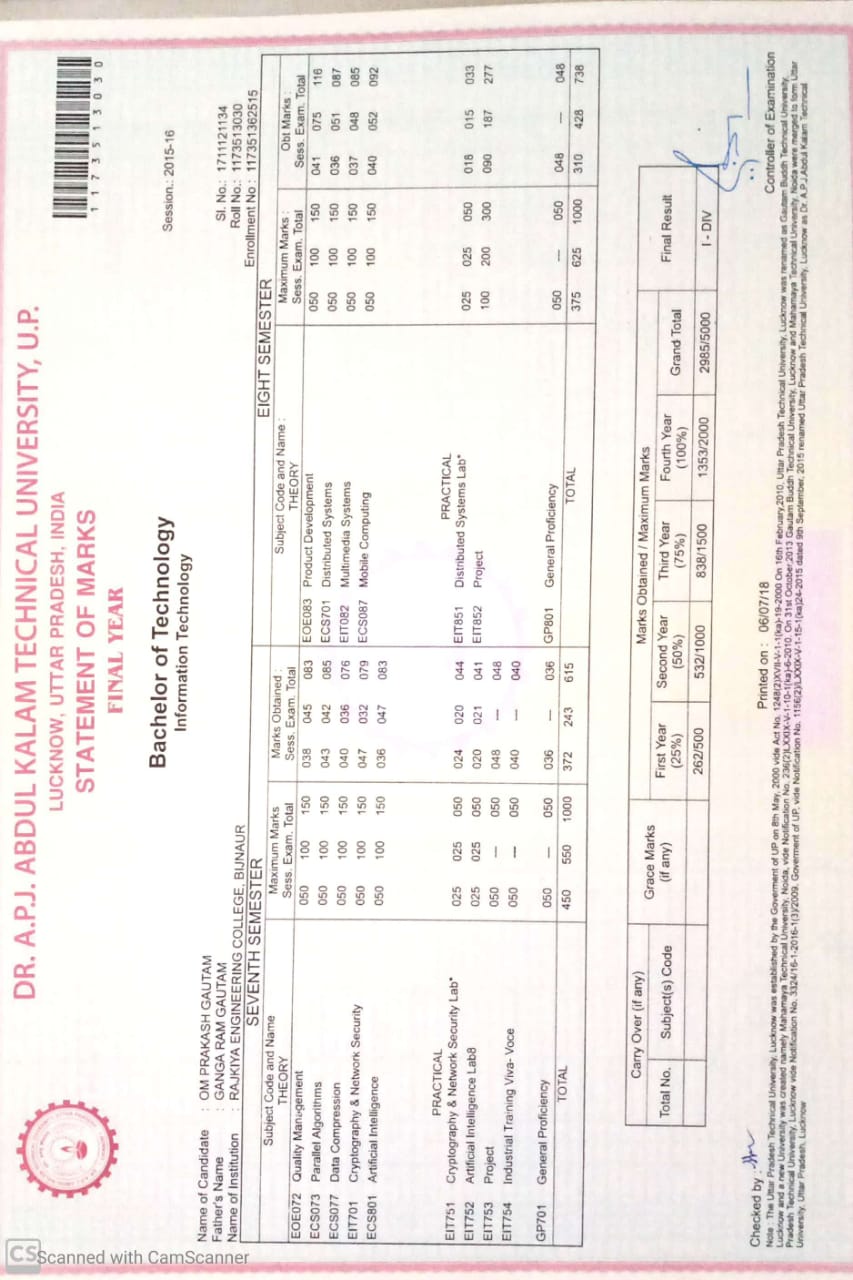 CS Scanned with CamScanner
DR. A.P.J. ABDUL KALAM TECHNICAL UNIVERSITY, U.P.
LUCKNOW, UTTAR PRADESH, INDIA
STATEMENT OF MARKS
FINAL YEAR
1 1 7 3 5 1 3 0 3 0
Bachelor of Technology
Information Technology
Session.: 2015-16
Name of Candidate : OM PRAKASH GAUTAM
Father's Name : GANGA RAM GAUTAM
Name of Institution : RAJKIYA ENGINEERING COLLEGE, BIJNAUR
Sl. No.: 1711121134
Roll No.: 1173513030
Enrollment No : 117351362515
SEVENTH SEMESTER
Subject Code and Name Maximum Marks Marks Obtained :
THEORY Sess. Exam. Total Sess. Exam. Total
EOE072 Quality Management 050 100 150 038 045 083
ECS073 Parallel Algorithms 050 100 150 043 042 085
ECS077 Data Compression 050 100 150 040 036 076
EIT701 Cryptography & Network Security 050 100 150 047 032 079
ECS801 Artificial Intelligence 050 100 150 036 047 083
PRACTICAL
EIT751 Cryptography & Network Security Lab* 025 025 050 024 020 044
EIT752 Artificial Intelligence Lab8 025 025 050 020 021 041
EIT753 Project 050 --- 050 048 --- 048
EIT754 Industrial Training Viva- Voce 050 --- 050 040 --- 040
GP701 General Proficiency 050 --- 050 036 --- 036
TOTAL 450 550 1000 372 243 615
EIGHT SEMESTER
Subject Code and Name : Maximum Marks : Obt Marks :
THEORY Sess. Exam. Total Sess. Exam. Total
EOE083 Product Development 050 100 150 041 075 116
ECS701 Distributed Systems 050 100 150 036 051 087
EIT082 Multimedia Systems 050 100 150 037 048 085
ECS087 Mobile Computing 050 100 150 040 052 092
PRACTICAL
EIT851 Distributed Systems Lab* 025 025 050 018 015 033
EIT852 Project 100 200 300 090 187 277
GP801 General Proficiency 050 --- 050 048 --- 048
TOTAL 375 625 1000 310 428 738
Carry Over (if any) Grace Marks (if any) Marks Obtained / Maximum Marks Final Result
Total No. Subject(s) Code First Year (25%) Second Year (50%) Third Year (75%) Fourth Year (100%) Grand Total
262/500 532/1000 838/1500 1353/2000 2985/5000 I - DIV
Checked by :
Printed on : 06/07/18
Controller of Examination
Note : The Uttar Pradesh Technical University, Lucknow was established by the Goverment of UP on 8th May, 2000 vide Act No. 1248(2)XVII-V-1-1(ka)-19-2000 On 16th February,2010, Uttar Pradesh Technical University, Lucknow was renamed as Gautam Buddh Technical University,
Lucknow and a new University was created namely Mahamaya Technical University, Noida, vide Notification No. 236(2)LXXIX-V-1-10-1(ka)-6-2010. On 31st October,2013 Gautam Buddh Technical University, Lucknow and Mahamaya Technical University, Noida were merged to form Uttar
Pradesh Technical University, Lucknow vide Notification No. 3324/16-1-2016-1(3)/2009. Goverment of UP, vide Notification No. 1156(2)/LXXIX-V-1-15-1(ka)24-2015 dated 9th September, 2015 renamed Uttar Pradesh Technical University, Lucknow as Dr. A.P.J.Abdul Kalam Technical
University, Uttar Pradesh, Lucknow